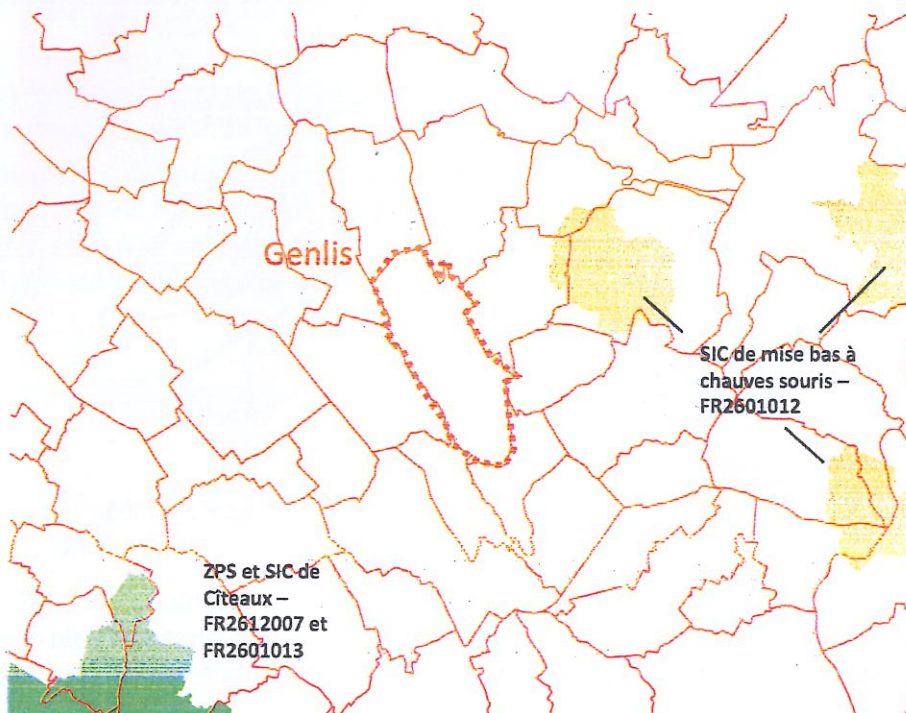 Genlis
SIC de mise bas à
chauves souris –
FR2601012
ZPS et SIC de
Cîteaux –
FR2612007 et
FR2601013